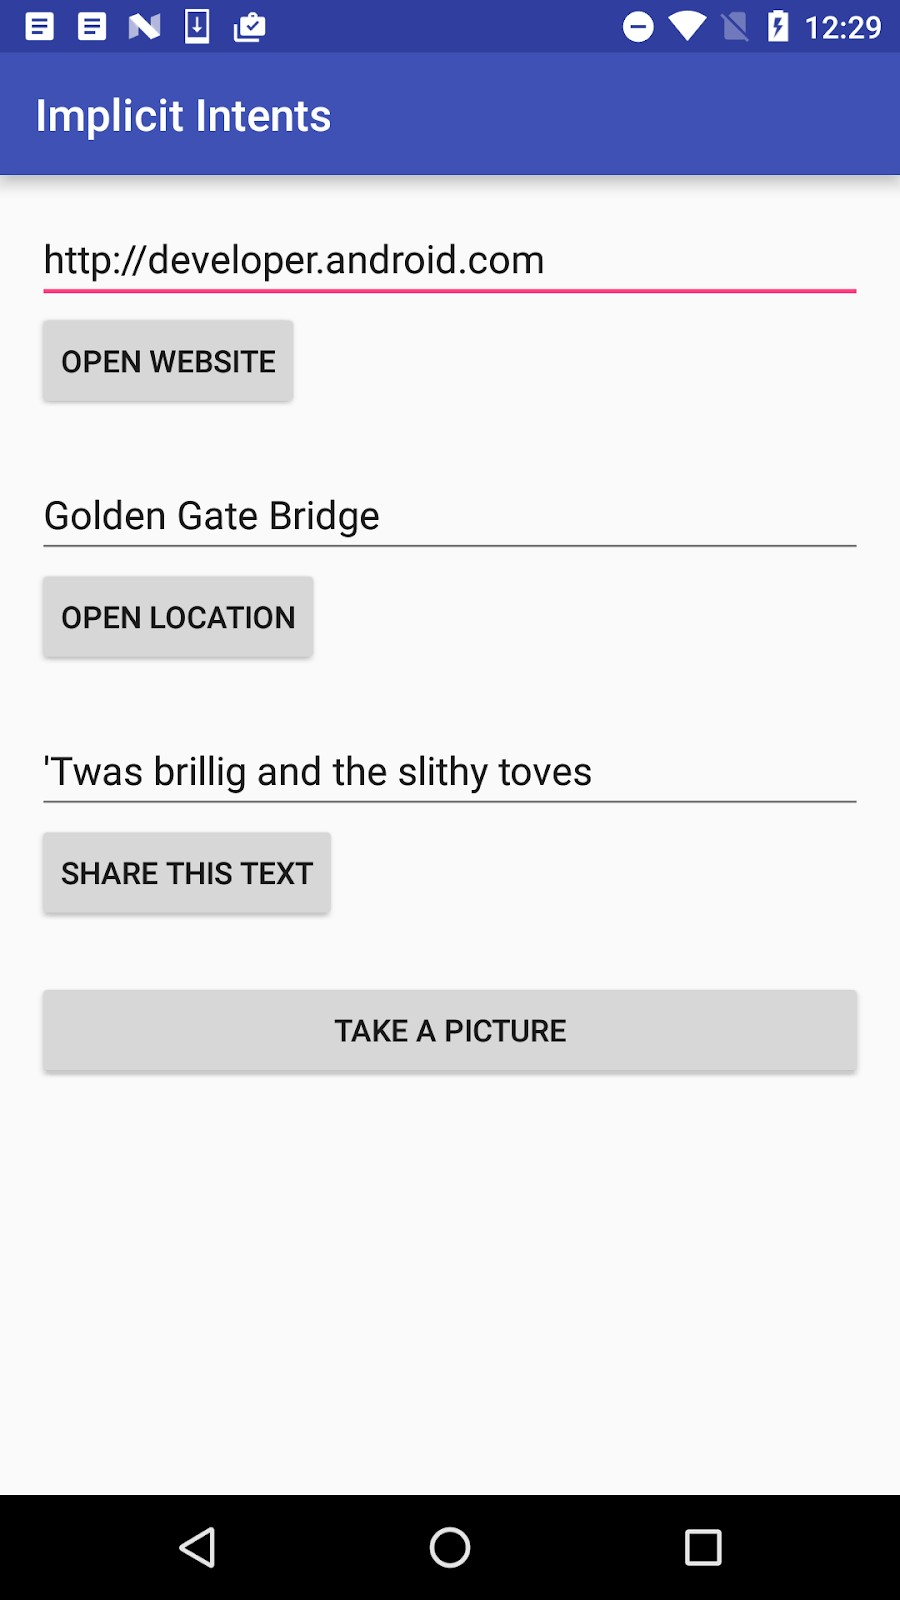 12:29
Implicit Intents
http://developer.android.com
OPEN WEBSITE
Golden Gate Bridge
OPEN LOCATION
'Twas brillig and the slithy toves
SHARE THIS TEXT
TAKE A PICTURE